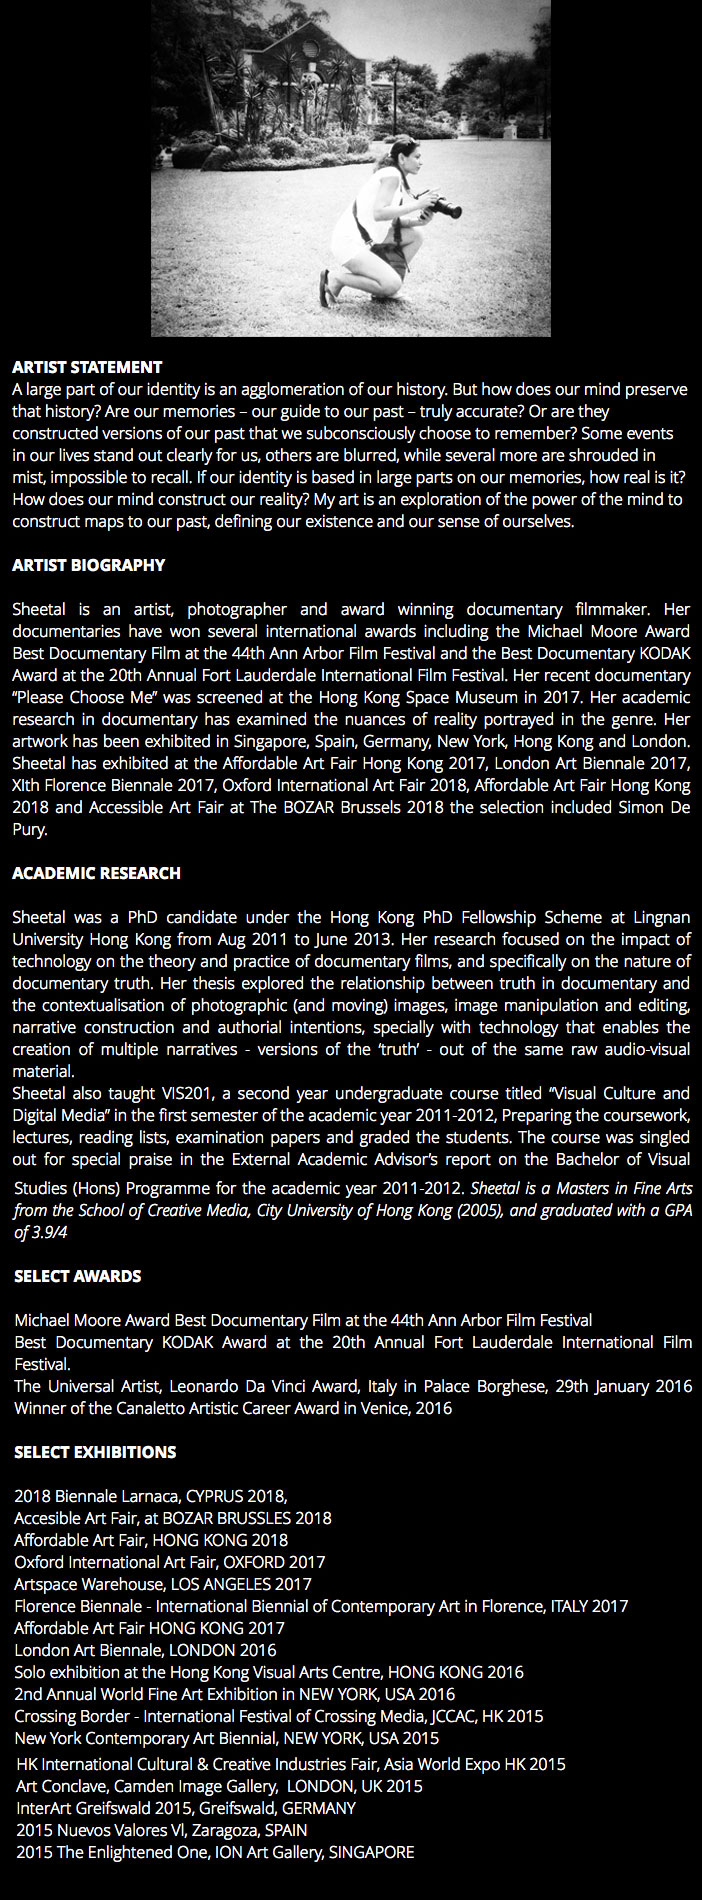 ARTIST STATEMENT
A large part of our identity is an agglomeration of our history. But how does our mind preserve
that history? Are our memories – our guide to our past – truly accurate? Or are they
constructed versions of our past that we subconsciously choose to remember? Some events
in our lives stand out clearly for us, others are blurred, while several more are shrouded in
mist, impossible to recall. If our identity is based in large parts on our memories, how real is it?
How does our mind construct our reality? My art is an exploration of the power of the mind to
construct maps to our past, defining our existence and our sense of ourselves.
ARTIST BIOGRAPHY
Sheetal is an artist, photographer and award winning documentary filmmaker. Her
documentaries have won several international awards including the Michael Moore Award
Best Documentary Film at the 44th Ann Arbor Film Festival and the Best Documentary KODAK
Award at the 20th Annual Fort Lauderdale International Film Festival. Her recent documentary
“Please Choose Me” was screened at the Hong Kong Space Museum in 2017. Her academic
research in documentary has examined the nuances of reality portrayed in the genre. Her
artwork has been exhibited in Singapore, Spain, Germany, New York, Hong Kong and London.
Sheetal has exhibited at the Affordable Art Fair Hong Kong 2017, London Art Biennale 2017,
XIth Florence Biennale 2017, Oxford International Art Fair 2018, Affordable Art Fair Hong Kong
2018 and Accessible Art Fair at The BOZAR Brussels 2018 the selection included Simon De
Pury.
ACADEMIC RESEARCH
Sheetal was a PhD candidate under the Hong Kong PhD Fellowship Scheme at Lingnan
University Hong Kong from Aug 2011 to June 2013. Her research focused on the impact of
technology on the theory and practice of documentary films, and specifically on the nature of
documentary truth. Her thesis explored the relationship between truth in documentary and
the contextualisation of photographic (and moving) images, image manipulation and editing,
narrative construction and authorial intentions, specially with technology that enables the
creation of multiple narratives - versions of the ‘truth’ - out of the same raw audio-visual
material.
Sheetal also taught VIS201, a second year undergraduate course titled “Visual Culture and
Digital Media” in the first semester of the academic year 2011-2012, Preparing the coursework,
lectures, reading lists, examination papers and graded the students. The course was singled
out for special praise in the External Academic Advisor’s report on the Bachelor of Visual
Studies (Hons) Programme for the academic year 2011-2012. Sheetal is a Masters in Fine Arts
from the School of Creative Media, City University of Hong Kong (2005), and graduated with a GPA
of 3.9/4
SELECT AWARDS
Michael Moore Award Best Documentary Film at the 44th Ann Arbor Film Festival
Best Documentary KODAK Award at the 20th Annual Fort Lauderdale International Film
Festival.
The Universal Artist, Leonardo Da Vinci Award, Italy in Palace Borghese, 29th January 2016
Winner of the Canaletto Artistic Career Award in Venice, 2016
SELECT EXHIBITIONS
2018 Biennale Larnaca, CYPRUS 2018,
Accesible Art Fair, at BOZAR BRUSSLES 2018
Affordable Art Fair, HONG KONG 2018
Oxford International Art Fair, OXFORD 2017
Artspace Warehouse, LOS ANGELES 2017
Florence Biennale - International Biennial of Contemporary Art in Florence, ITALY 2017
Affordable Art Fair HONG KONG 2017
London Art Biennale, LONDON 2016
Solo exhibition at the Hong Kong Visual Arts Centre, HONG KONG 2016
2nd Annual World Fine Art Exhibition in NEW YORK, USA 2016
Crossing Border - International Festival of Crossing Media, JCCAC, HK 2015
New York Contemporary Art Biennial, NEW YORK, USA 2015
HK International Cultural & Creative Industries Fair, Asia World Expo HK 2015
Art Conclave, Camden Image Gallery, LONDON, UK 2015
InterArt Greifswald 2015, Greifswald, GERMANY
2015 Nuevos Valores Vl, Zaragoza, SPAIN
2015 The Enlightened One, ION Art Gallery, SINGAPORE